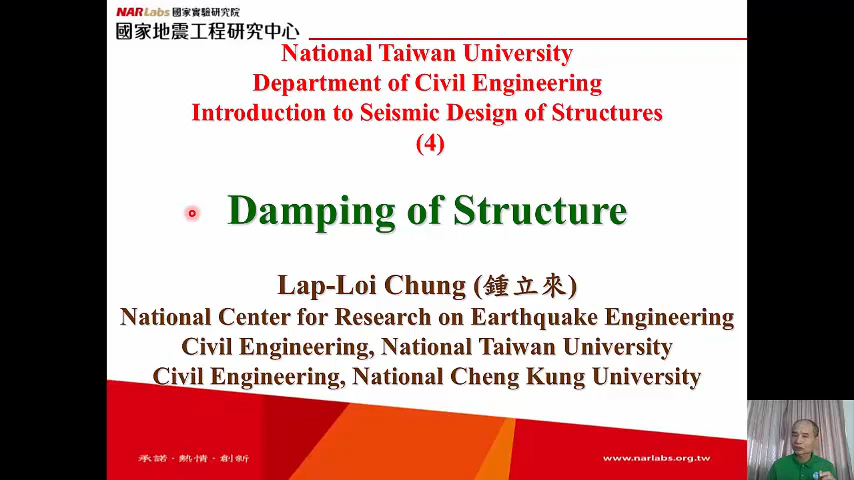 NARLabs 國家實驗研究院
國家地震工程研究中心
National Taiwan University
Department of Civil Engineering
Introduction to Seismic Design of Structures
(4)
Damping of Structure
Lap-Loi Chung (鍾立來)
National Center for Research on Earthquake Engineering
Civil Engineering, National Taiwan University
Civil Engineering, National Cheng Kung University
承諾・熱情・創新
www.narlabs.org.tw